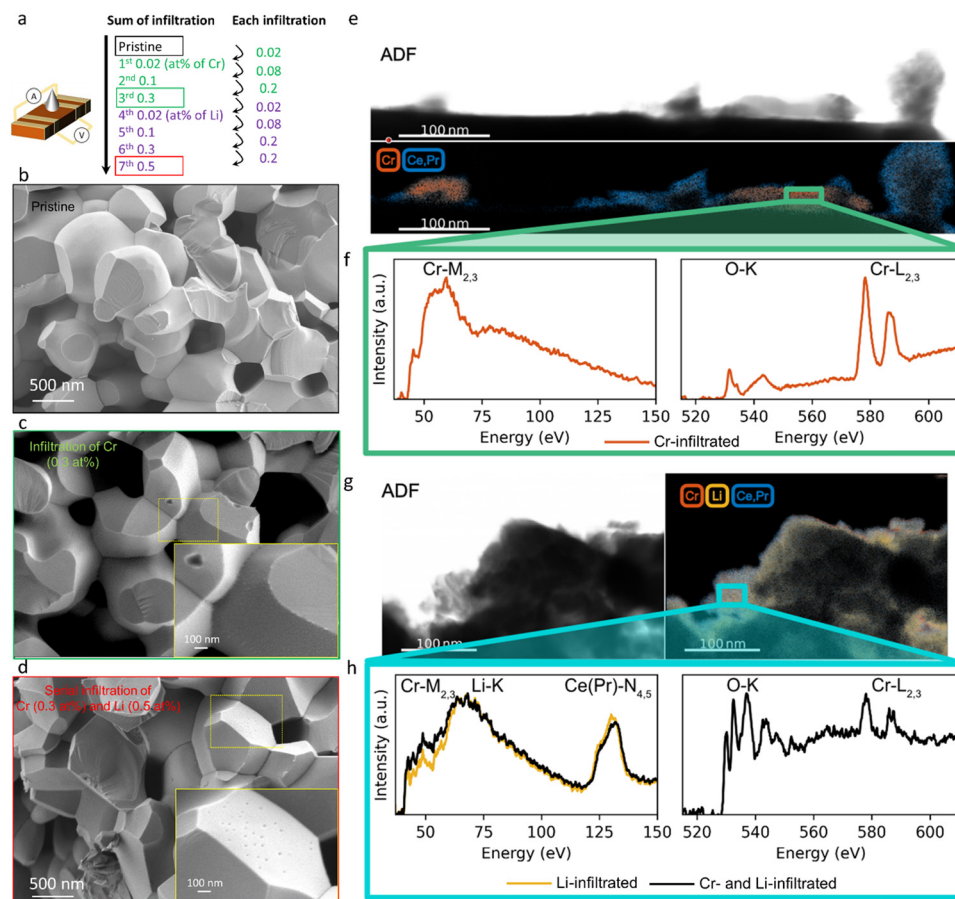 a
Sum of infiltration Each infiltration
Pristine
1st 0.02 (at% of Cr)
2nd 0.1
3rd 0.3
4th 0.02 (at% of Li)
5th 0.1
6th 0.3
7th 0.5
0.02
0.08
0.2
0.02
0.08
0.2
0.2
A
V
b
Pristine
500 nm
c
Infiltration of Cr
(0.3 at%)
100 nm
d
Serial Infiltration of
Cr (0.3 at%) and Li (0.5 at%)
500 nm
100 nm
e
ADF
100 nm
Cr Ce,Pr
100 nm
f
Cr-M2,3
Intensity (a.u.)
50 75 100 125 150
Energy (eV)
O-K Cr-L2,3
520 540 560 580 600
Energy (eV)
Cr-infiltrated
g
ADF
100 nm
Cr Li Ce,Pr
100 nm
h
Cr-M2,3 Li-K Ce(Pr)-N4,5
Intensity (a.u.)
50 75 100 125 150
Energy (eV)
O-K Cr-L2,3
520 540 560 580 600
Energy (eV)
Li-infiltrated Cr- and Li-infiltrated